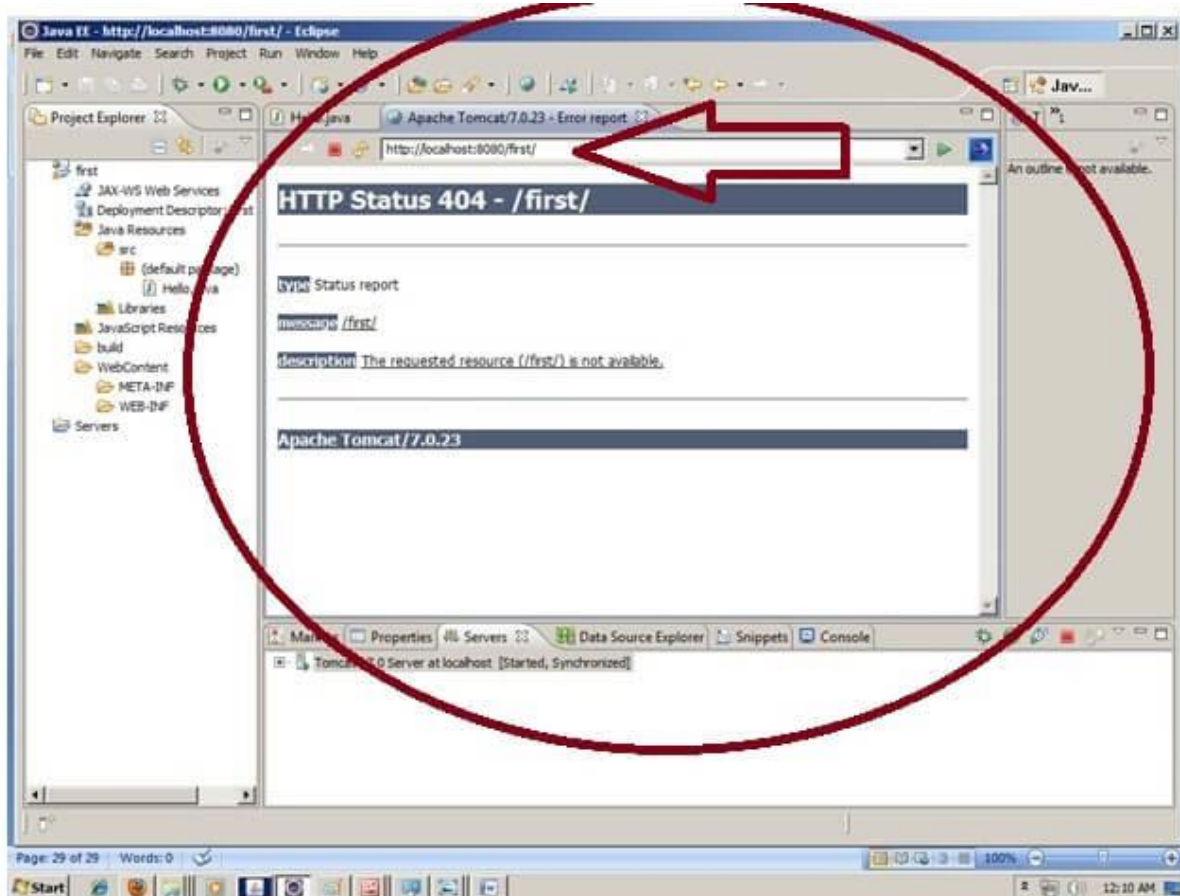 Java EE - http://localhost:8080/first/ - Eclipse
File Edit Navigate Search Project Run Window Help
Jav...
Project Explorer
Apache Tomcat/7.0.23 - Error report
http://localhost:8080/first/
An outline is not available.
first
JAX-WS Web Services
Deployment Descriptor
Java Resources
src
(default package)
Libraries
JavaScript Resources
build
WebContent
META-INF
WEB-INF
Servers
HTTP Status 404 - /first/
type Status report
message /first/
description The requested resource (/first/) is not available.
Apache Tomcat/7.0.23
Properties Servers Data Source Explorer Snippets Console
Server at localhost [Started, Synchronized]
Page: 29 of 29 Words: 0 100%
Start 12:10 AM